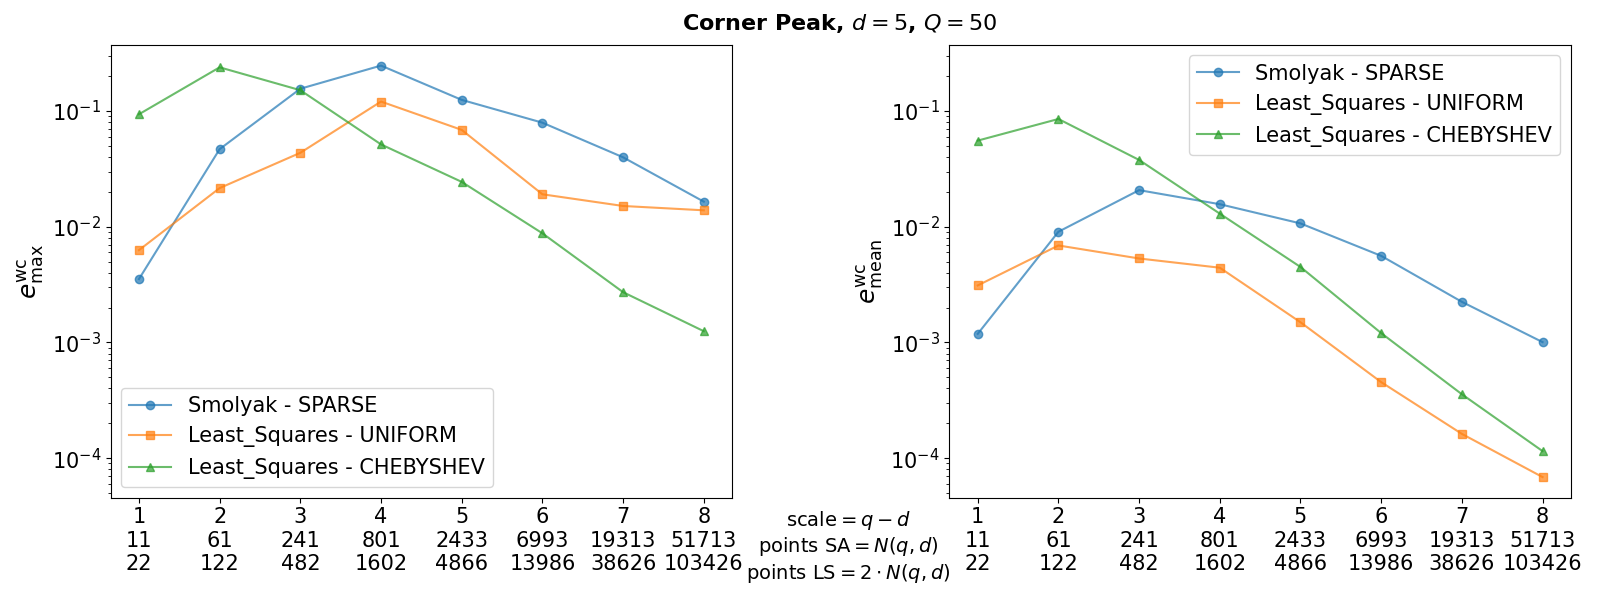 Corner Peak, d = 5, Q = 50
e^wc_max
10^-1
10^-2
10^-3
10^-4
Smolyak - SPARSE
Least_Squares - UNIFORM
Least_Squares - CHEBYSHEV
1 2 3 4 5 6 7 8
11 61 241 801 2433 6993 19313 51713
22 122 482 1602 4866 13986 38626 103426
scale = q − d
points SA = N(q, d)
points LS = 2 · N(q, d)
e^wc_mean
10^-1
10^-2
10^-3
10^-4
Smolyak - SPARSE
Least_Squares - UNIFORM
Least_Squares - CHEBYSHEV
1 2 3 4 5 6 7 8
11 61 241 801 2433 6993 19313 51713
22 122 482 1602 4866 13986 38626 103426